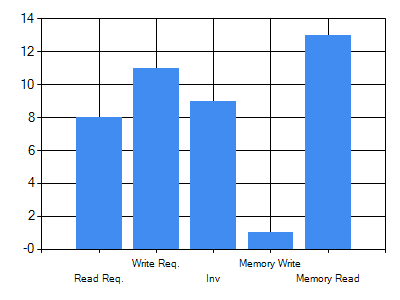 14
12
10
8
6
4
2
-0
Write Req.
Memory Write
Read Req.
Inv
Memory Read